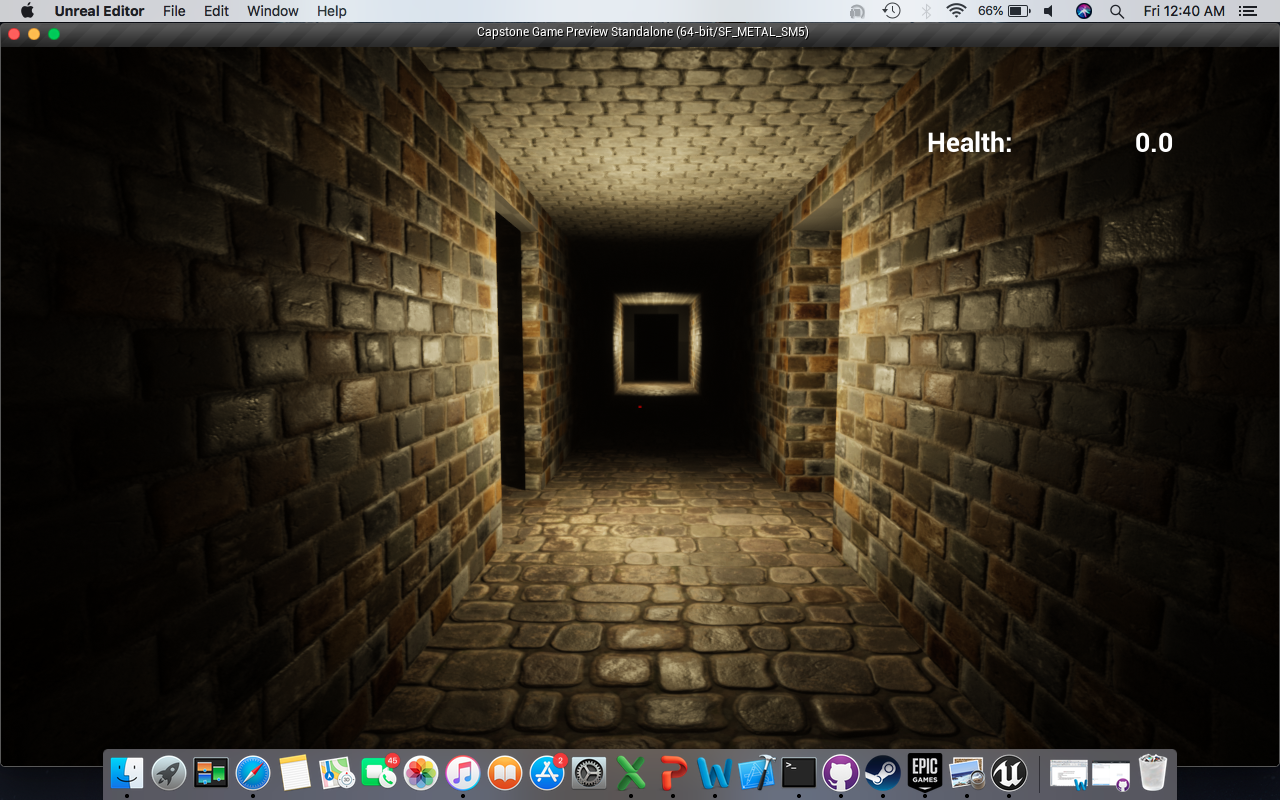 Unreal Editor File Edit Window Help 66% Fri 12:40 AM
Capstone Game Preview Standalone (64-bit/SF_METAL_SM5)
Health: 0.0
45
2
EPIC
GAMES